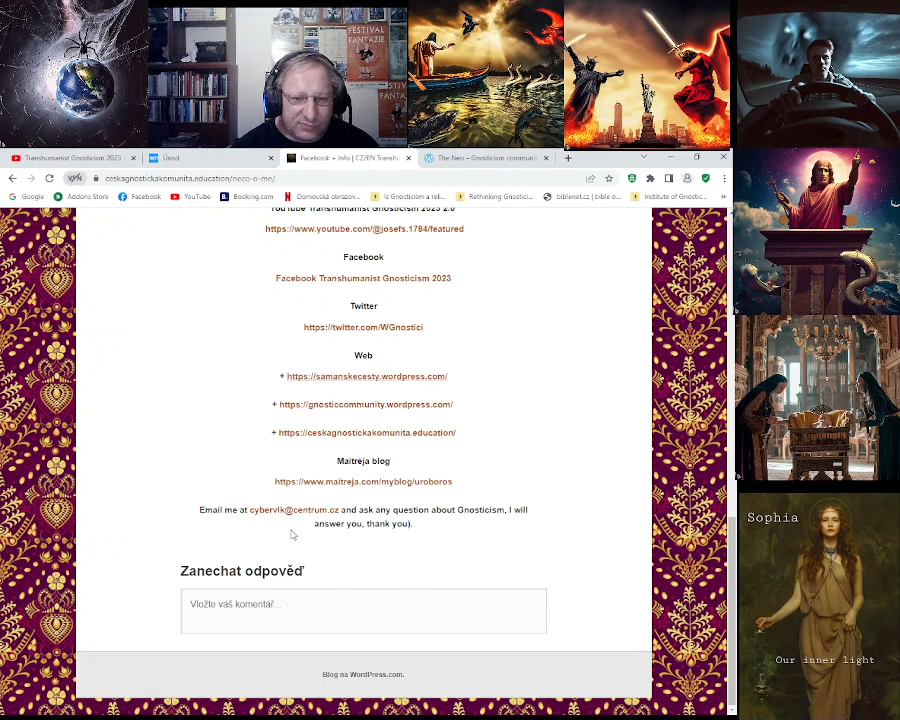 FESTIVAL
FANTAZIE
Transhumanist Gnosticism 2023
Úvod
Facebook + Info | CZ/EN Transhu
The Neo – Gnosticism communit
VPN
ceskagnostickakomunita.education/neco-o-me/
Google
Addons Store
Facebook
YouTube
Booking.com
Domovská obrazov...
Is Gnosticism a reli...
Rethinking Gnostici...
biblenet.cz | bible o...
Institute of Gnostic...
YouTube Transhumanist Gnosticism 2023 2.0
https://www.youtube.com/@josefs.1784/featured
Facebook
Facebook Transhumanist Gnosticism 2023
Twitter
https://twitter.com/WGnostici
Web
+ https://samanskecesty.wordpress.com/
+ https://gnosticcommunity.wordpress.com/
+ https://ceskagnostickakomunita.education/
Maitréja blog
https://www.maitreja.com/myblog/uroboros
Email me at cybervlk@centrum.cz and ask any question about Gnosticism, I will
answer you, thank you).
Zanechat odpověď
Vložte váš komentář...
Blog na WordPress.com.
Sophia
Our inner light